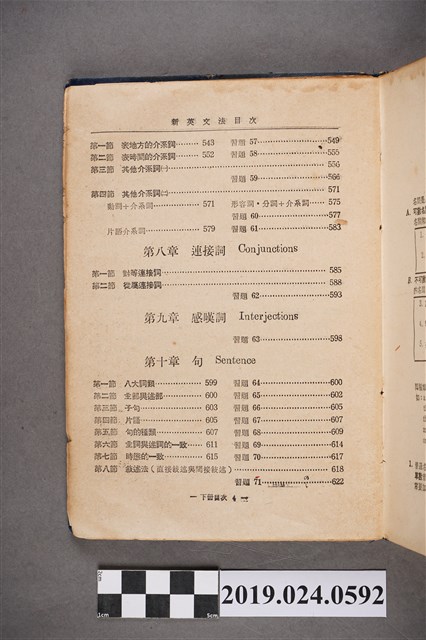 新英文法目次
第一節 表地方的介系詞………543 習題 57………549
第二節 表時間的介系詞………552 習題 58………555
第三節 其他介系詞㈠………556
習題 59………566
第四節 其他介系詞㈡………571
動詞＋介系詞………571 形容詞・分詞＋介系詞……575
習題 60………577
片語介系詞………579 習題 61………583
第八章 連接詞 Conjunctions
第一節 對等連接詞………585
第二節 從屬連接詞………588
習題 62………593
第九章 感嘆詞 Interjections
習題 63………598
第十章 句 Sentence
第一節 八大詞類………599 習題 64………600
第二節 主部與述部………600 習題 65………602
第三節 子句………603 習題 66………605
第四節 片語………605 習題 67………607
第五節 句的種類………607 習題 68………609
第六節 主詞與述詞的一致……611 習題 69………614
第七節 時態的一致………615 習題 70………617
第八節 敍述法（直接敍述與間接敍述）………618
習題 71………622
— 下冊目次 4 —
2019.024.0592